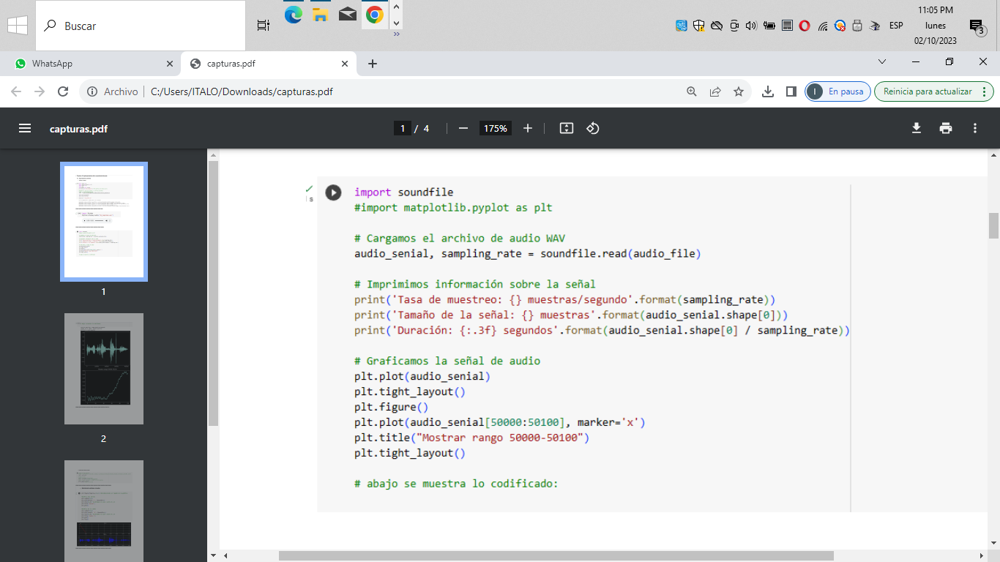 Buscar
11:05 PM
lunes
02/10/2023
ESP
3
WhatsApp
capturas.pdf
Archivo
C:/Users/ITALO/Downloads/capturas.pdf
I
En pausa
Reinicia para actualizar
capturas.pdf
1 / 4
175%
1
2
s
import soundfile
#import matplotlib.pyplot as plt
# Cargamos el archivo de audio WAV
audio_senial, sampling_rate = soundfile.read(audio_file)
# Imprimimos información sobre la señal
print('Tasa de muestreo: {} muestras/segundo'.format(sampling_rate))
print('Tamaño de la señal: {} muestras'.format(audio_senial.shape[0]))
print('Duración: {:.3f} segundos'.format(audio_senial.shape[0] / sampling_rate))
# Graficamos la señal de audio
plt.plot(audio_senial)
plt.tight_layout()
plt.figure()
plt.plot(audio_senial[50000:50100], marker='x')
plt.title("Mostrar rango 50000-50100")
plt.tight_layout()
# abajo se muestra lo codificado: